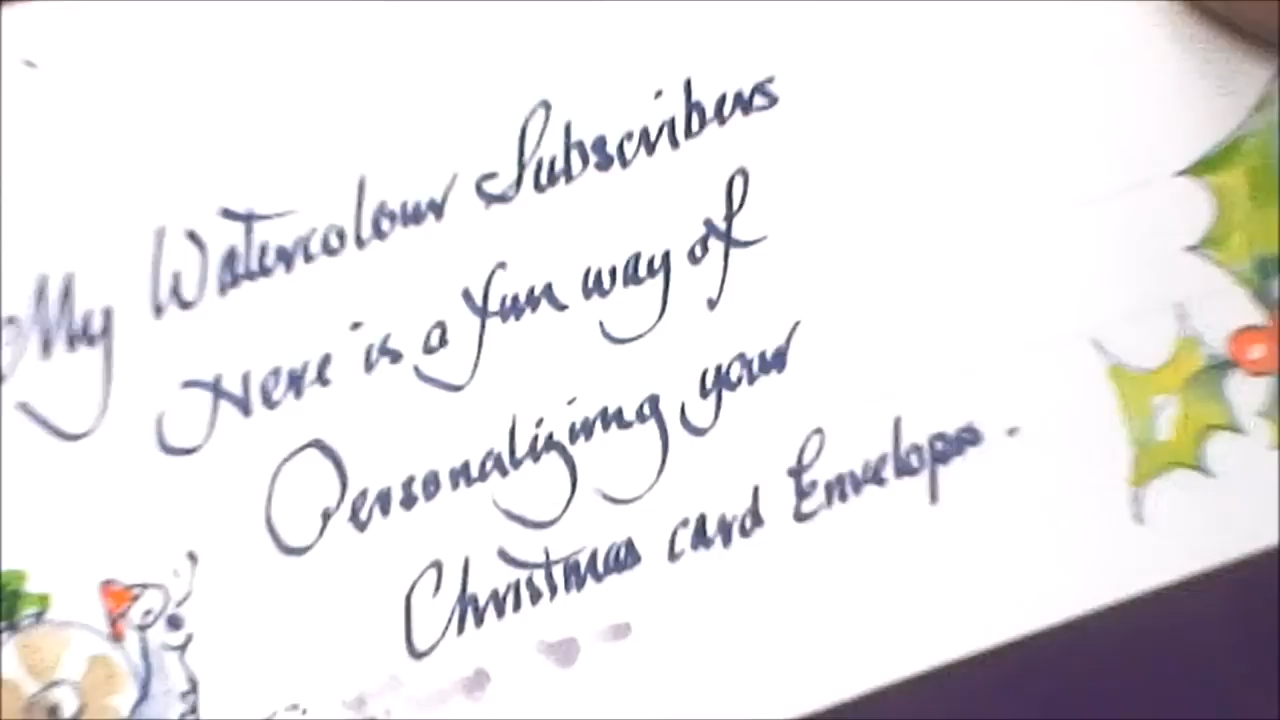 My Watercolour Subscribers
Here is a fun way of
Personalizing your
Christmas card Envelope.